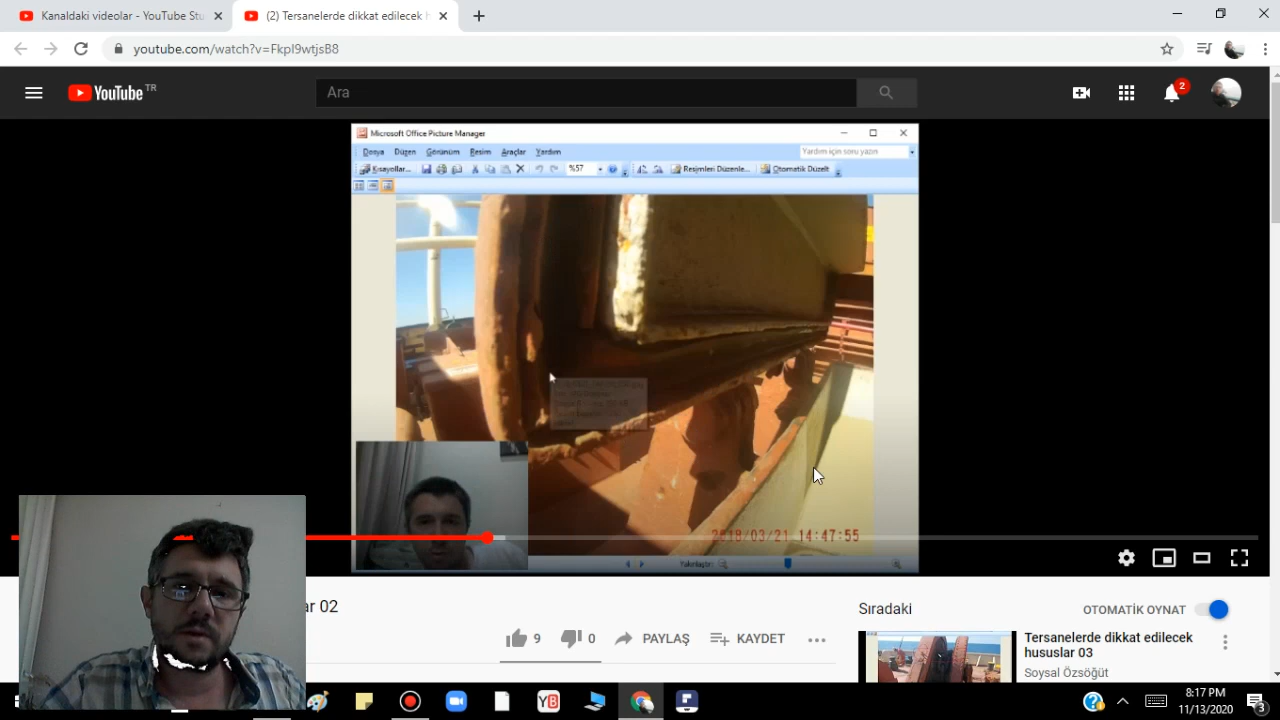 Kanaldaki videolar - YouTube Stu
(2) Tersanelerde dikkat edilecek h
youtube.com/watch?v=FkpI9wtjsB8
YouTube TR
Ara
2
Microsoft Office Picture Manager
Dosya Düzen Görünüm Resim Araçlar Yardım
Yardım için soru yazın
Kısayollar...
%57
Resimleri Düzenle...
Otomatik Düzelt
2018/03/21 14:47:55
Yakınlaştır:
ar 02
9
0
PAYLAŞ
KAYDET
Sıradaki
OTOMATİK OYNAT
Tersanelerde dikkat edilecek
hususlar 03
Soysal Özsöğüt
YB
8:17 PM
11/13/2020
3